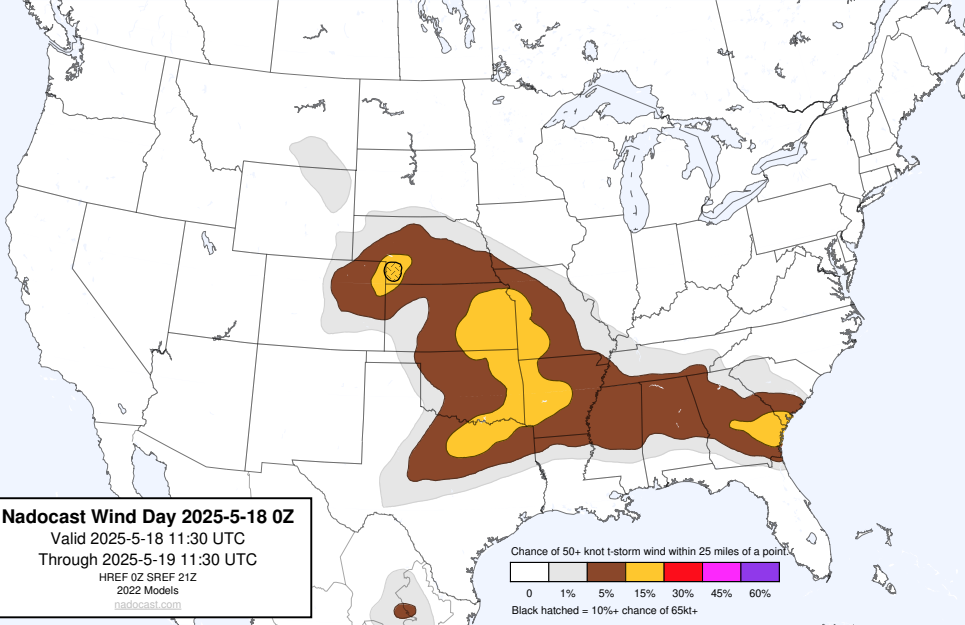 Nadocast Wind Day 2025-5-18 0Z
Valid 2025-5-18 11:30 UTC
Through 2025-5-19 11:30 UTC
HREF 0Z SREF 21Z
2022 Models
nadocast.com
Chance of 50+ knot t-storm wind within 25 miles of a point.
0 1% 5% 15% 30% 45% 60%
Black hatched = 10%+ chance of 65kt+